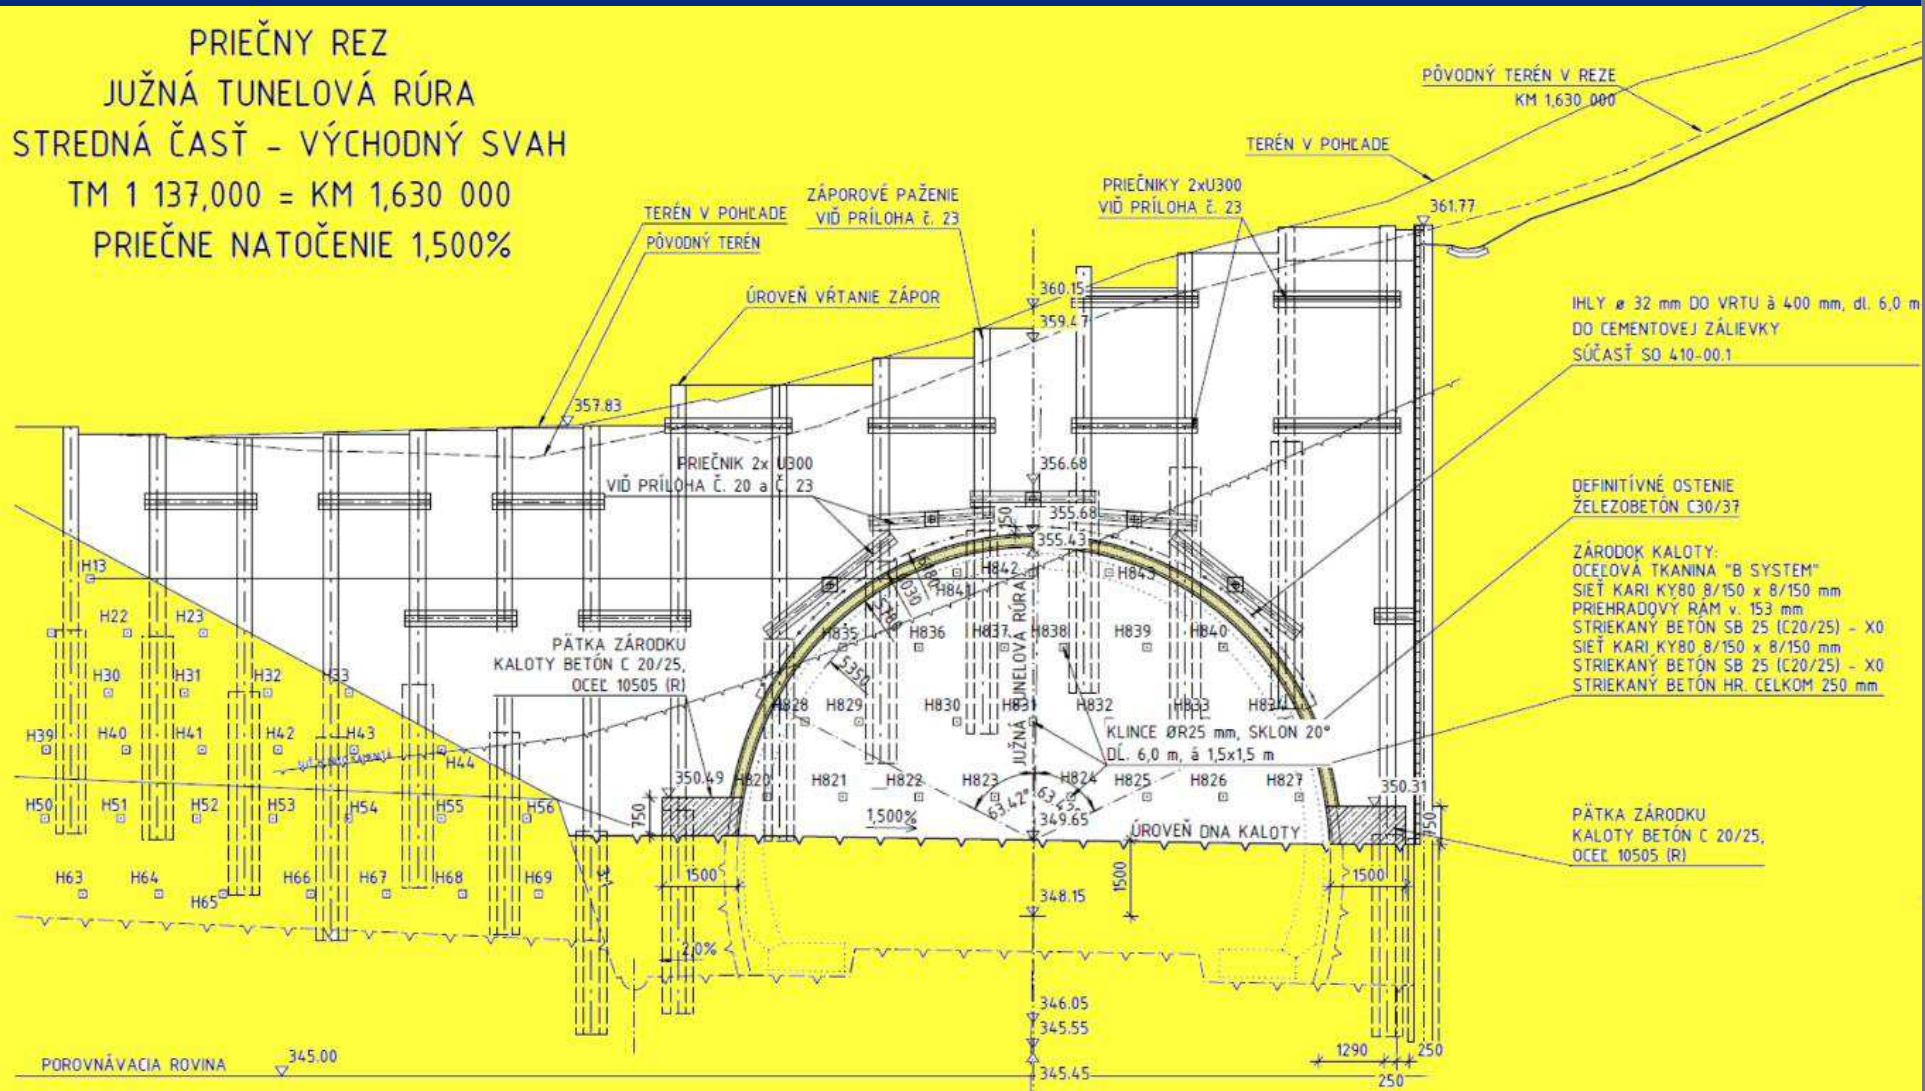 PRIEČNY REZ
JUŽNÁ TUNELOVÁ RÚRA
STREDNÁ ČASŤ - VÝCHODNÝ SVAH
TM 1 137,000 = KM 1,630 000
PRIEČNE NATOČENIE 1,500%
PÔVODNÝ TERÉN V REZE
KM 1,630 000
TERÉN V POHĽADE
PRIEČNIKY 2xU300
VIĎ PRÍLOHA č. 23
ZÁPOROVÉ PAŽENIE
VIĎ PRÍLOHA č. 23
TERÉN V POHĽADE
PÔVODNÝ TERÉN
361.77
ÚROVEŇ VŔTANIE ZÁPOR
360.15
359.47
IHLY ø 32 mm DO VRTU à 400 mm, dl. 6,0 m
DO CEMENTOVEJ ZÁLIEVKY
SÚČASŤ SO 410-00.1
357.83
PRIEČNIK 2x U300
VIĎ PRÍLOHA Č. 20 a Č. 23
356.68
150
355.68
355.43
DEFINITÍVNE OSTENIE
ŽELEZOBETÓN C30/37
ZÁRODOK KALOTY:
OCEĽOVÁ TKANINA "B SYSTEM"
SIEŤ KARI KY80 8/150 x 8/150 mm
PRIEHRADOVÝ RÁM v. 153 mm
STRIEKANÝ BETÓN SB 25 (C20/25) - X0
SIEŤ KARI KY80 8/150 x 8/150 mm
STRIEKANÝ BETÓN SB 25 (C20/25) - X0
STRIEKANÝ BETÓN HR. CELKOM 250 mm
H13
H841 H842 H843
H22 H23
H835 H836 H837 H838 H839 H840
PÄTKA ZÁRODKU
KALOTY BETÓN C 20/25,
OCEĽ 10505 (R)
5350
H30 H31 H32 H33
H828 H829 H830 H831 H832 H833 H834
JUŽNÁ TUNELOVÁ RÚRA
KLINCE ØR25 mm, SKLON 20°
DĹ. 6,0 m, á 1,5x1,5 m
H39 H40 H41 H42 H43 H44
350.49
H820 H821 H822 H823 H824 H825 H826 H827
350.31
H50 H51 H52 H53 H54 H55 H56
750
1,500%
63.42° 63.42°
349.65
ÚROVEŇ DNA KALOTY
750
PÄTKA ZÁRODKU
KALOTY BETÓN C 20/25,
OCEĽ 10505 (R)
H63 H64 H65 H66 H67 H68 H69
1500
1500
1500
348.15
2,0%
346.05
345.55
345.45
1290
250
250
POROVNÁVACIA ROVINA
345.00